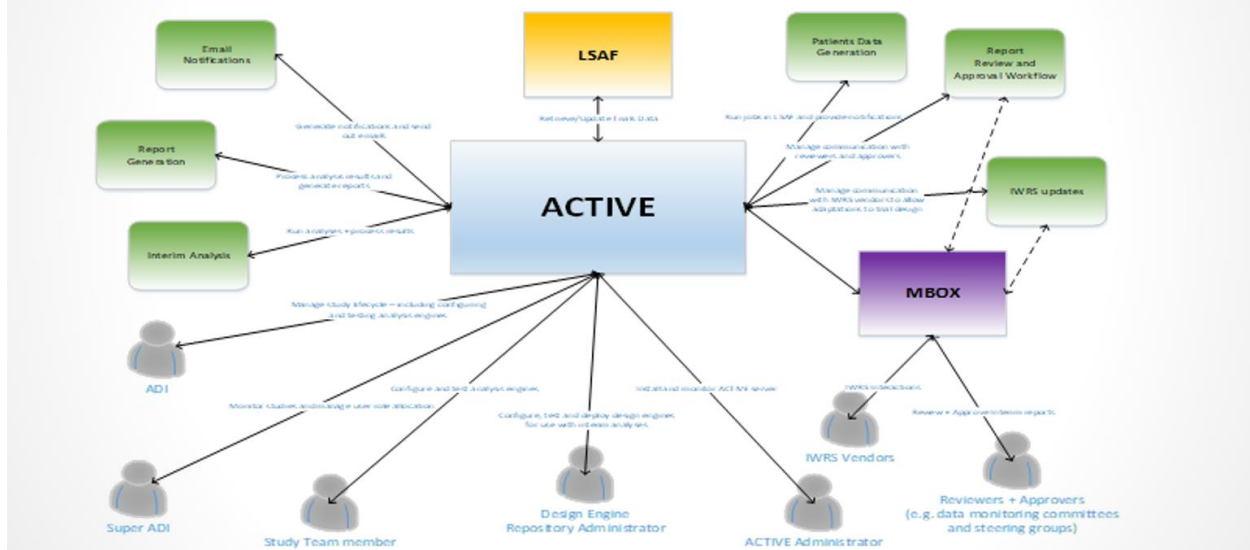 Email
Notifications
LSAF
Patients Data
Generation
Report
Review and
Approval Workflow
Generate notifications and send
out emails
Retrieve/Update Data
Run jobs in LSAF and provide notifications
Report
Generation
Manage communication with
reviewers and approvers
Process analysis results and
generate reports
ACTIVE
Manage communication
with IWRS vendors to allow
adaptations to trial design
IWRS updates
Interim Analysis
Run analyses + process results
MBOX
Manage study lifecycle – including configuring
and testing analysis engines
ADI
Monitor studies and manage user role allocation
Configure and test analysis engines
Configure, test and deploy design engines
for use with interim analyses
Install and monitor ACTIVE server
IWRS interactions
Review + Approve interim reports
IWRS Vendors
Super ADI
Study Team member
Design Engine
Repository Administrator
ACTIVE Administrator
Reviewers + Approvers
(e.g. data monitoring committees
and steering groups)